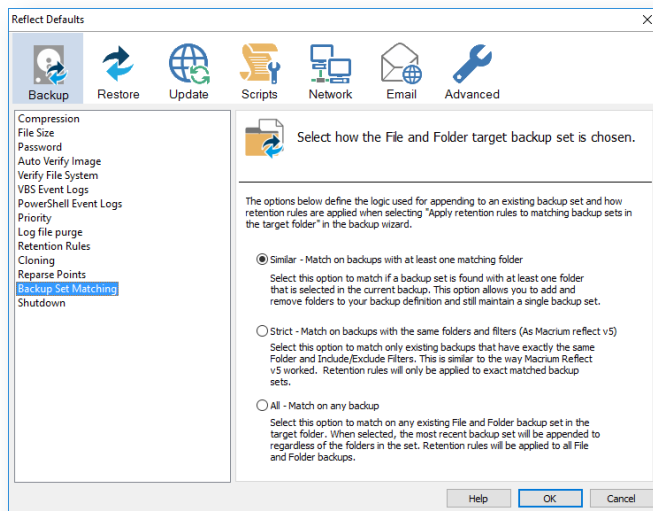 Reflect Defaults
Backup
Restore
Update
Scripts
Network
Email
Advanced
Compression
File Size
Password
Auto Verify Image
Verify File System
VBS Event Logs
PowerShell Event Logs
Priority
Log file purge
Retention Rules
Cloning
Reparse Points
Backup Set Matching
Shutdown
Select how the File and Folder target backup set is chosen.
The options below define the logic used for appending to an existing backup set and how
retention rules are applied when selecting "Apply retention rules to matching backup sets in
the target folder" in the backup wizard.
Similar - Match on backups with at least one matching folder
Select this option to match if a backup set is found with at least one folder
that is selected in the current backup. This option allows you to add and
remove folders to your backup definition and still maintain a single backup set.
Strict - Match on backups with the same folders and filters (As Macrium reflect v5)
Select this option to match only existing backups that have exactly the same
Folder and Include/Exclude Filters. This is similar to the way Macrium Reflect
v5 worked. Retention rules will only be applied to exact matched backup
sets.
All - Match on any backup
Select this option to match on any existing File and Folder backup set in the
target folder. When selected, the most recent backup set will be appended to
regardless of the folders in the set. Retention rules will be applied to all File
and Folder backups.
Help
OK
Cancel